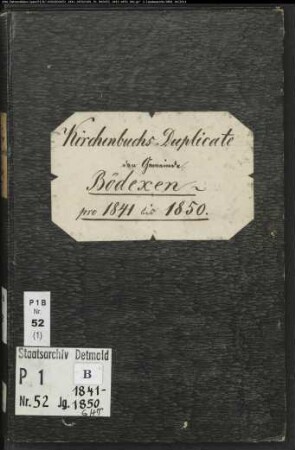 Kirchenbuchs-Duplicate
der Gemeinde
Bödexen
pro 1841 bis 1850.
P 1 B
Nr.
52
(1)
Staatsarchiv Detmold
P 1
B
Nr. 52 Jg. 1841-
1850